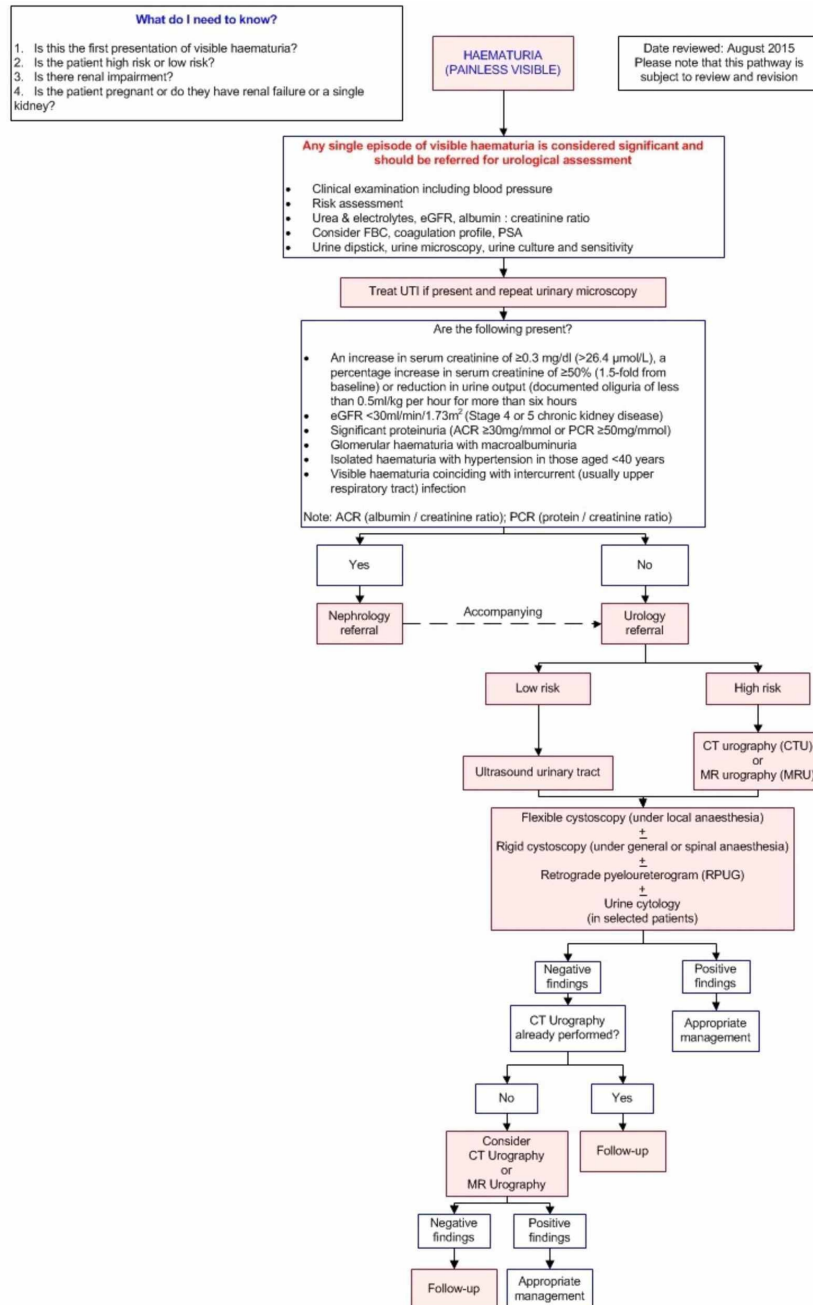 What do I need to know?
1. Is this the first presentation of visible haematuria?
2. Is the patient high risk or low risk?
3. Is there renal impairment?
4. Is the patient pregnant or do they have renal failure or a single
kidney?
HAEMATURIA
(PAINLESS VISIBLE)
Date reviewed: August 2015
Please note that this pathway is
subject to review and revision
Any single episode of visible haematuria is considered significant and
should be referred for urological assessment
• Clinical examination including blood pressure
• Risk assessment
• Urea & electrolytes, eGFR, albumin : creatinine ratio
• Consider FBC, coagulation profile, PSA
• Urine dipstick, urine microscopy, urine culture and sensitivity
Treat UTI if present and repeat urinary microscopy
Are the following present?
• An increase in serum creatinine of ≥0.3 mg/dl (>26.4 µmol/L), a
percentage increase in serum creatinine of ≥50% (1.5-fold from
baseline) or reduction in urine output (documented oliguria of less
than 0.5ml/kg per hour for more than six hours
• eGFR <30ml/min/1.73m² (Stage 4 or 5 chronic kidney disease)
• Significant proteinuria (ACR ≥30mg/mmol or PCR ≥50mg/mmol)
• Glomerular haematuria with macroalbuminuria
• Isolated haematuria with hypertension in those aged <40 years
• Visible haematuria coinciding with intercurrent (usually upper
respiratory tract) infection
Note: ACR (albumin / creatinine ratio); PCR (protein / creatinine ratio)
Yes
No
Nephrology
referral
Accompanying
Urology
referral
Low risk
High risk
Ultrasound urinary tract
CT urography (CTU)
or
MR urography (MRU)
Flexible cystoscopy (under local anaesthesia)
±
Rigid cystoscopy (under general or spinal anaesthesia)
±
Retrograde pyeloureterogram (RPUG)
±
Urine cytology
(in selected patients)
Negative
findings
Positive
findings
CT Urography
already performed?
Appropriate
management
No
Yes
Consider
CT Urography
or
MR Urography
Follow-up
Negative
findings
Positive
findings
Follow-up
Appropriate
management